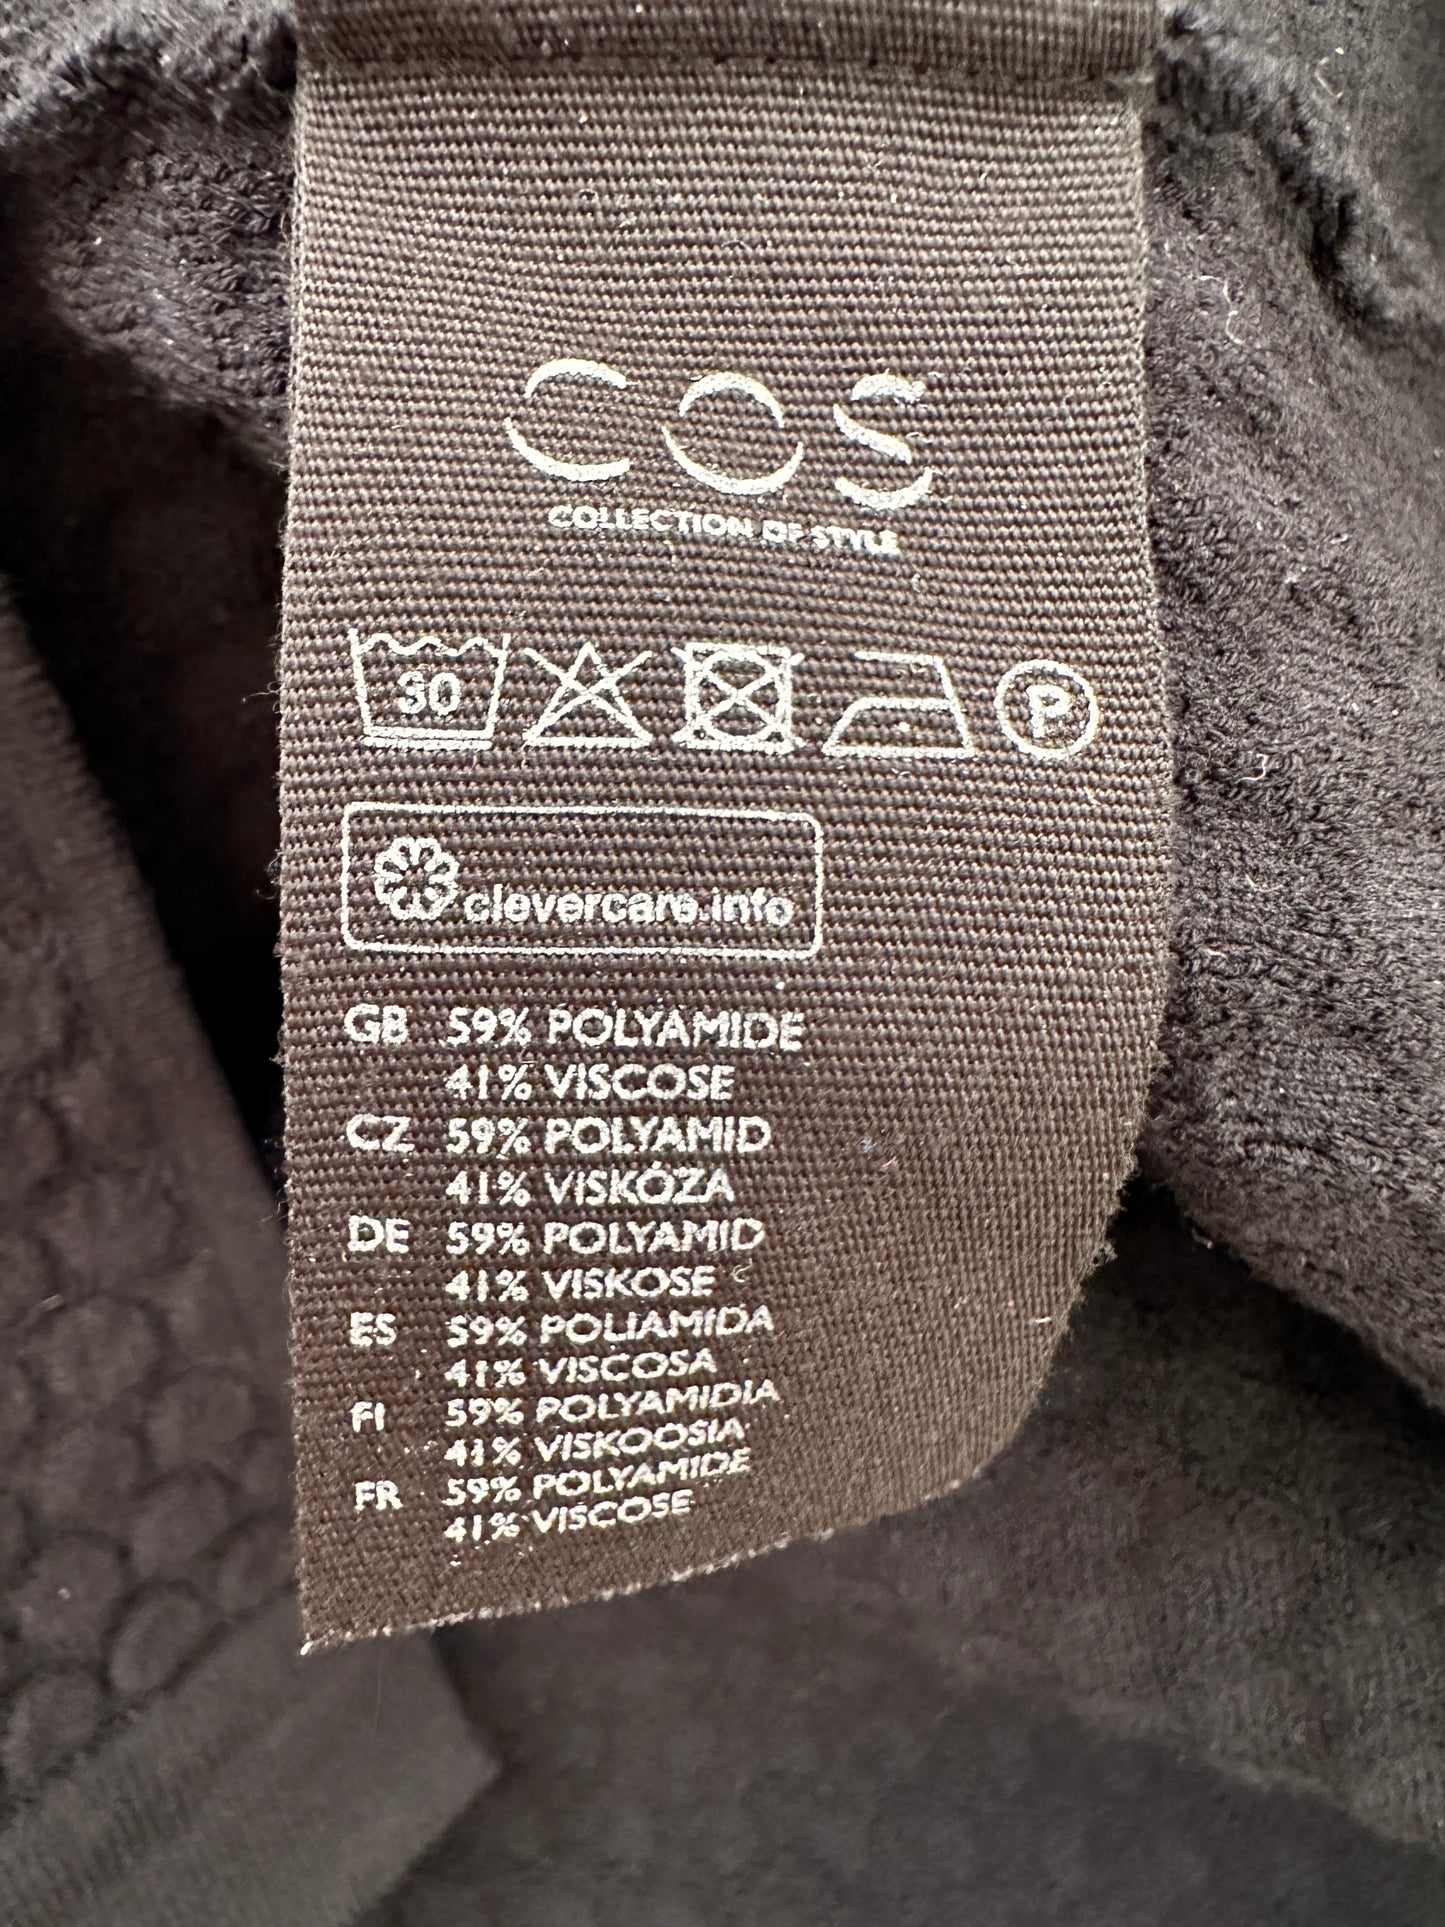 COS
COLLECTION OF STYLE
30 P
clevercare.info
GB 59% POLYAMIDE
41% VISCOSE
CZ 59% POLYAMID
41% VISKÓZA
DE 59% POLYAMID
41% VISKOSE
ES 59% POLIAMIDA
41% VISCOSA
FI 59% POLYAMIDIA
41% VISKOOSIA
FR 59% POLYAMIDE
41% VISCOSE